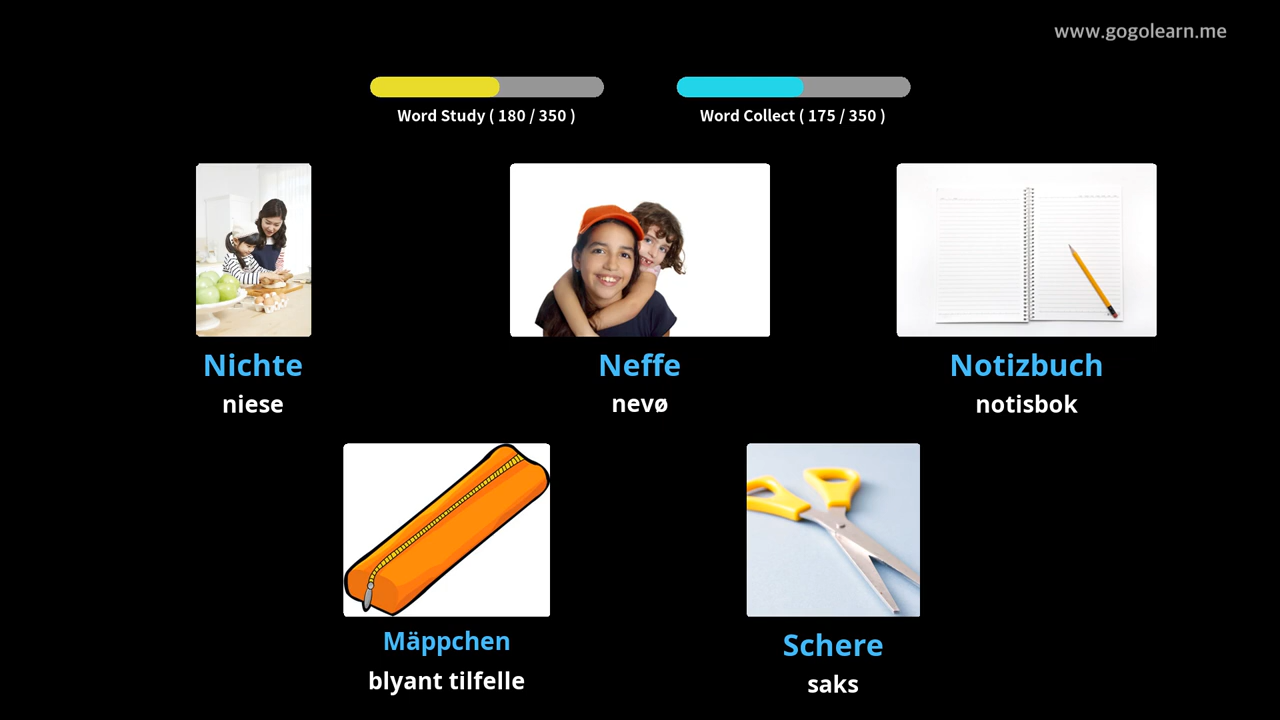 www.gogolearn.me
Word Study ( 180 / 350 )
Word Collect ( 175 / 350 )
Nichte
niese
Neffe
nevø
Notizbuch
notisbok
Mäppchen
blyant tilfelle
Schere
saks